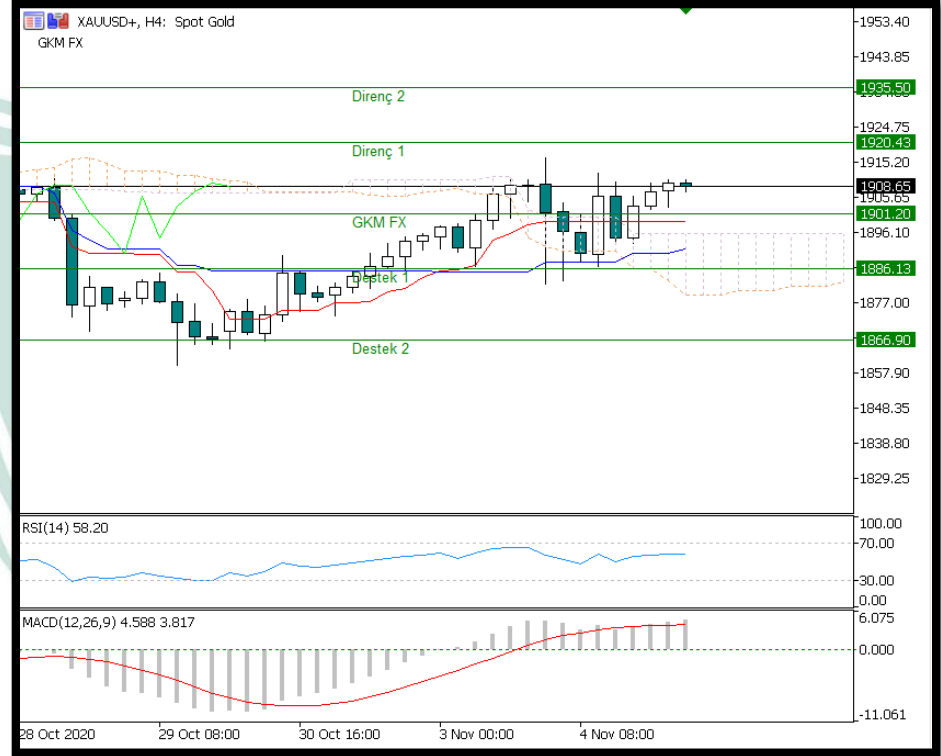 XAUUSD+, H4: Spot Gold
GKM FX
1953.40
1943.85
1935.50
Direnç 2
1924.75
1920.43
Direnç 1
1915.20
1908.65
1905.65
1901.20
GKM FX
1896.10
1886.13
Destek 1
1877.00
1866.90
Destek 2
1857.90
1848.35
1838.80
1829.25
RSI(14) 58.20
100.00
70.00
30.00
0.00
MACD(12,26,9) 4.588 3.817
6.075
0.000
-11.061
28 Oct 2020
29 Oct 08:00
30 Oct 16:00
3 Nov 00:00
4 Nov 08:00